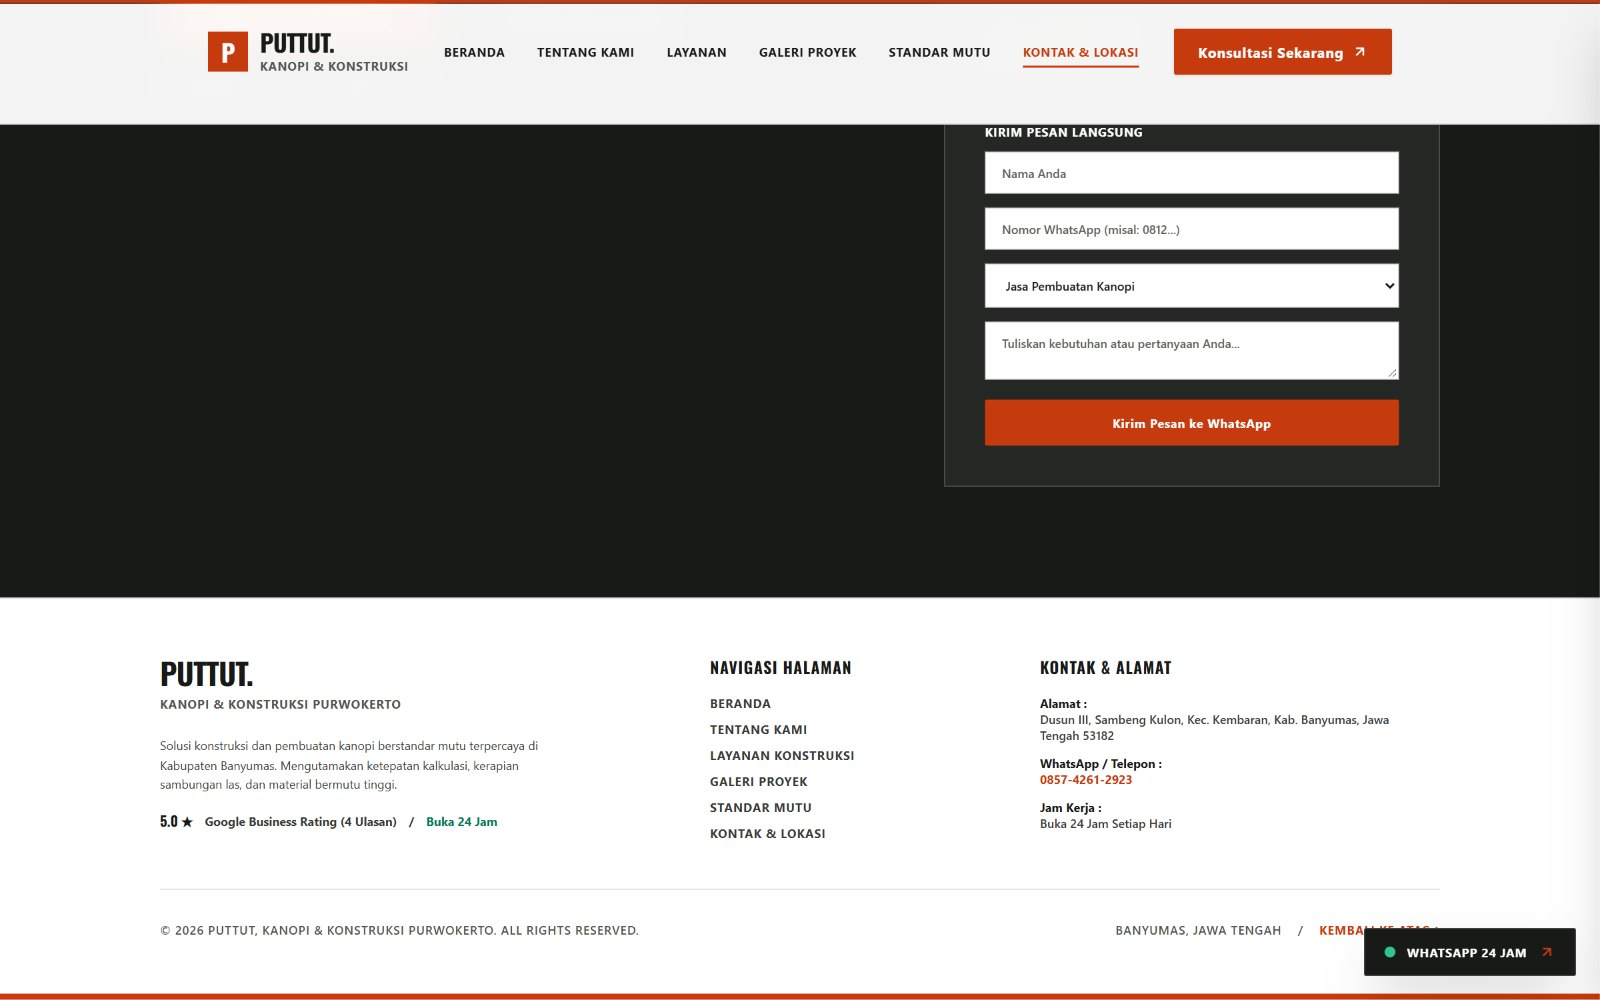 P
PUTTUT.
KANOPI & KONSTRUKSI
BERANDA
TENTANG KAMI
LAYANAN
GALERI PROYEK
STANDAR MUTU
KONTAK & LOKASI
Konsultasi Sekarang
KIRIM PESAN LANGSUNG
Nama Anda
Nomor WhatsApp (misal: 0812...)
Jasa Pembuatan Kanopi
Tuliskan kebutuhan atau pertanyaan Anda...
Kirim Pesan ke WhatsApp
PUTTUT.
KANOPI & KONSTRUKSI PURWOKERTO
Solusi konstruksi dan pembuatan kanopi berstandar mutu terpercaya di
Kabupaten Banyumas. Mengutamakan ketepatan kalkulasi, kerapian
sambungan las, dan material bermutu tinggi.
5.0 ★ Google Business Rating (4 Ulasan) / Buka 24 Jam
NAVIGASI HALAMAN
BERANDA
TENTANG KAMI
LAYANAN KONSTRUKSI
GALERI PROYEK
STANDAR MUTU
KONTAK & LOKASI
KONTAK & ALAMAT
Alamat :
Dusun III, Sambeng Kulon, Kec. Kembaran, Kab. Banyumas, Jawa
Tengah 53182
WhatsApp / Telepon :
0857-4261-2923
Jam Kerja :
Buka 24 Jam Setiap Hari
© 2026 PUTTUT, KANOPI & KONSTRUKSI PURWOKERTO. ALL RIGHTS RESERVED.
BANYUMAS, JAWA TENGAH /
WHATSAPP 24 JAM